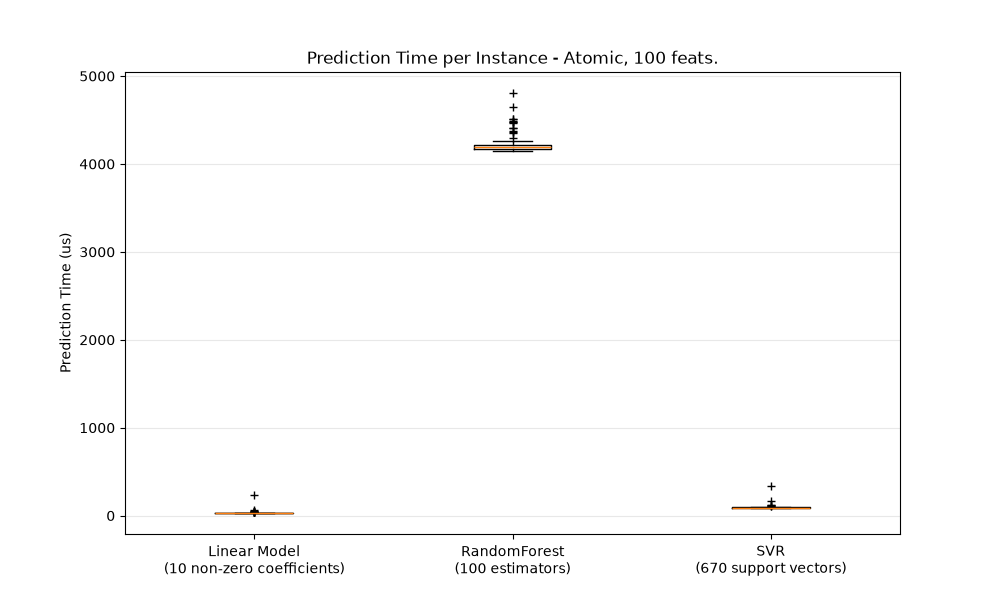 Prediction Time per Instance - Atomic, 100 feats.
Prediction Time (us)
5000
4000
3000
2000
1000
0
Linear Model
(10 non-zero coefficients)
RandomForest
(100 estimators)
SVR
(670 support vectors)